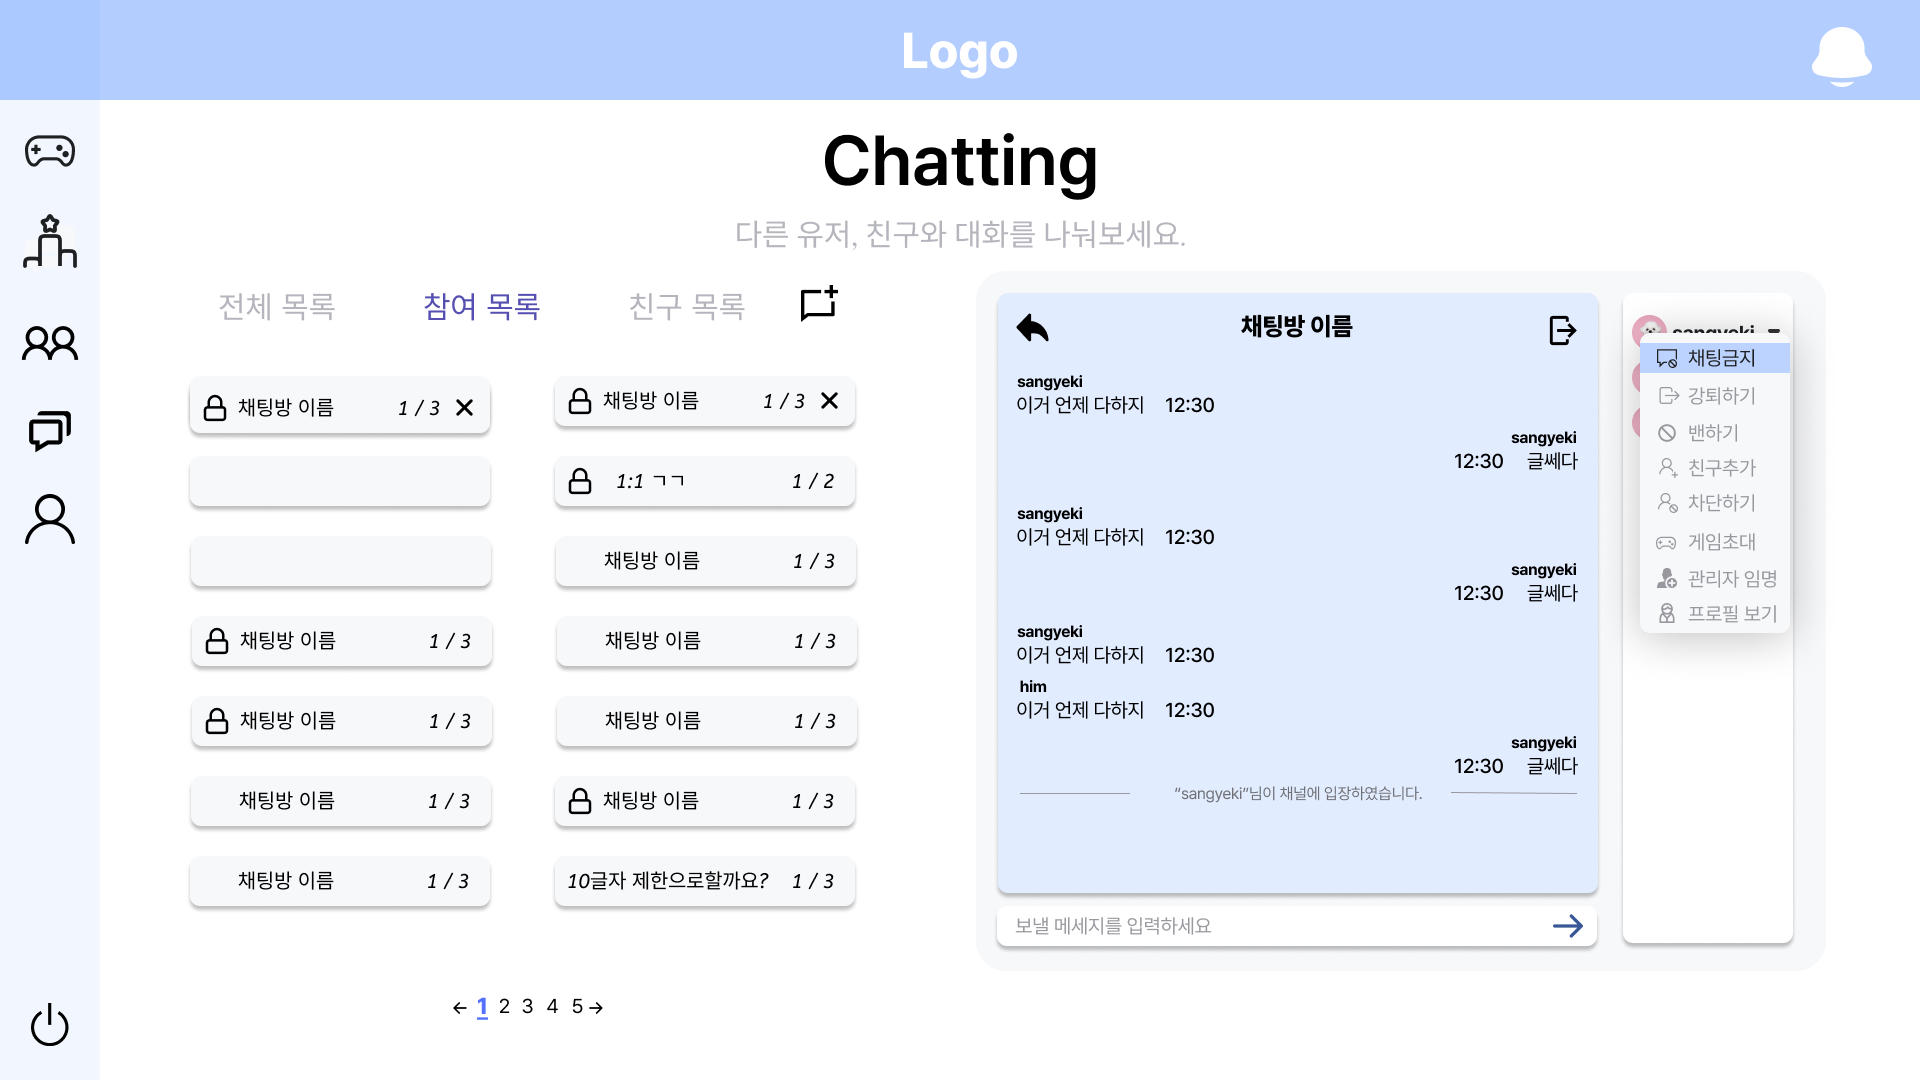 Logo
Chatting
다른 유저, 친구와 대화를 나눠보세요.
전체 목록 참여 목록 친구 목록
채팅방 이름 1 / 3
채팅방 이름 1 / 3
1:1 ㄱㄱ 1 / 2
채팅방 이름 1 / 3
채팅방 이름 1 / 3
채팅방 이름 1 / 3
채팅방 이름 1 / 3
채팅방 이름 1 / 3
채팅방 이름 1 / 3
채팅방 이름 1 / 3
채팅방 이름 1 / 3
10글자 제한으로할까요? 1 / 3
← 1 2 3 4 5 →
채팅방 이름
sangyeki
이거 언제 다하지 12:30
sangyeki
12:30 글쎄다
sangyeki
이거 언제 다하지 12:30
sangyeki
12:30 글쎄다
sangyeki
이거 언제 다하지 12:30
him
이거 언제 다하지 12:30
sangyeki
12:30 글쎄다
“sangyeki”님이 채널에 입장하였습니다.
보낼 메세지를 입력하세요
sangyeki
채팅금지
강퇴하기
밴하기
친구추가
차단하기
게임초대
관리자 임명
프로필 보기